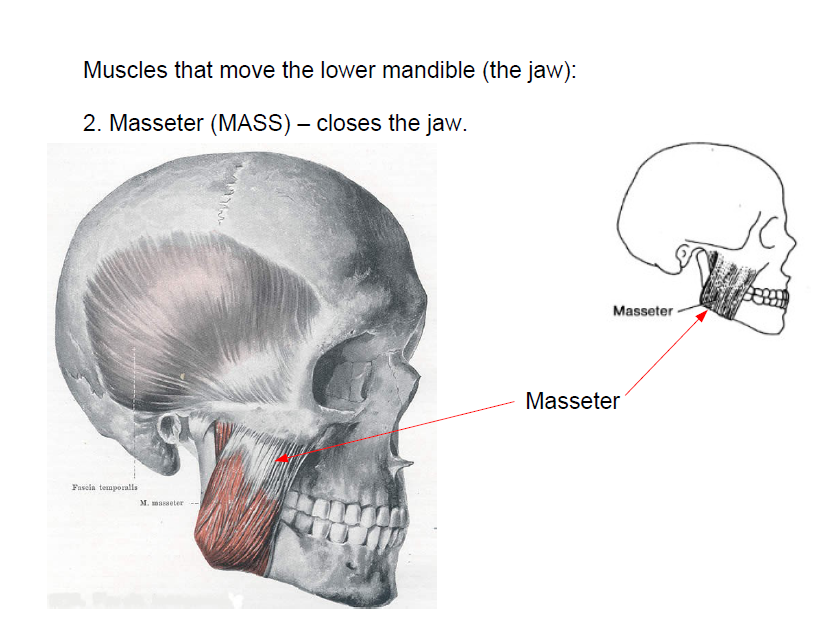 Muscles that move the lower mandible (the jaw):
2. Masseter (MASS) – closes the jaw.
Masseter
Masseter
Fascia temporalis
M. masseter